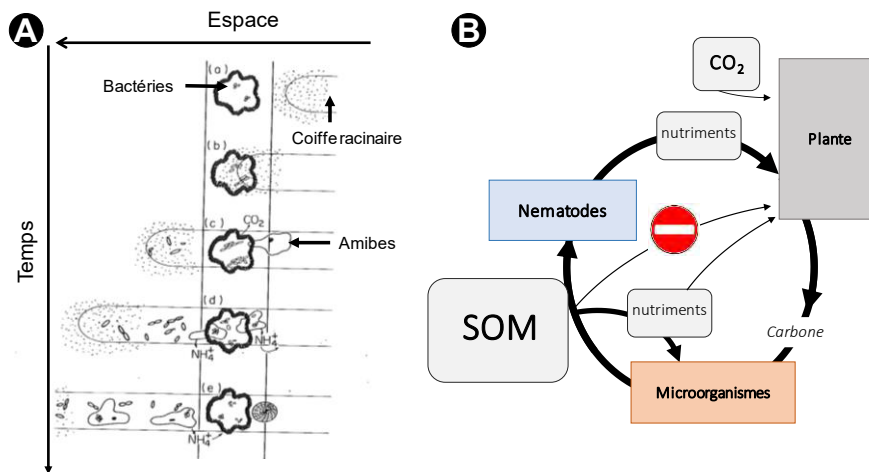 A
Espace
Temps
(a)
Bactéries
Coiffe racinaire
(b)
(c)
CO₂
Amibes
(d)
NH₄⁺
NH₄⁺
(e)
NH₄⁺
B
CO₂
nutriments
Plante
Nematodes
SOM
nutriments
Carbone
Microorganismes